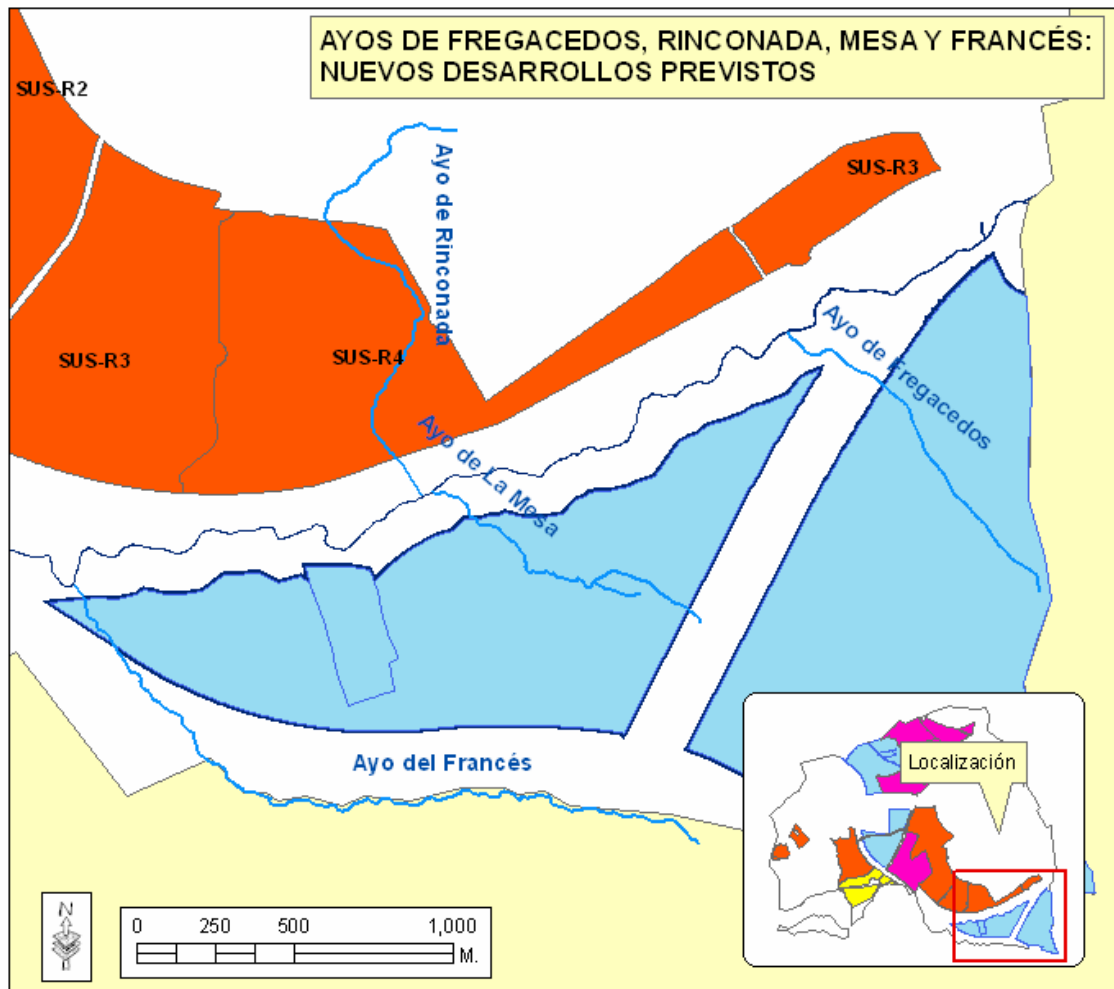 AYOS DE FREGACEDOS, RINCONADA, MESA Y FRANCÉS:
NUEVOS DESARROLLOS PREVISTOS
SUS-R2
Ayo de Rinconada
SUS-R3
SUS-R3
SUS-R4
Ayo de Fregacedos
Ayo de La Mesa
Ayo del Francés
Localización
N
0 250 500 1,000
M.